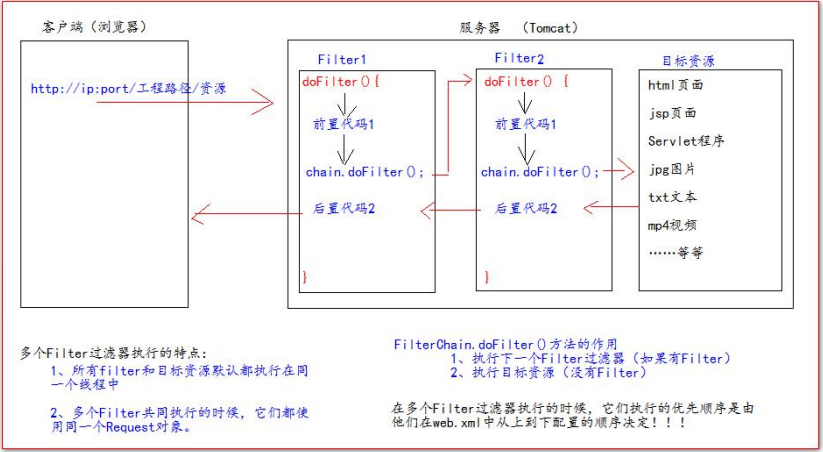 客户端（浏览器）
服务器 （Tomcat）
Filter1
Filter2
目标资源
http://ip:port/工程路径/资源
doFilter(){
前置代码1
chain.doFilter();
后置代码2
}
doFilter() {
前置代码1
chain.doFilter();
后置代码2
}
html页面
jsp页面
Servlet程序
jpg图片
txt文本
mp4视频
……等等
多个Filter过滤器执行的特点:
1、所有filter和目标资源默认都执行在同
一个线程中
2、多个Filter共同执行的时候，它们都使
用同一个Request对象。
FilterChain.doFilter()方法的作用
1、执行下一个Filter过滤器（如果有Filter）
2、执行目标资源（没有Filter）
在多个Filter过滤器执行的时候，它们执行的优先顺序是由
他们在web.xml中从上到下配置的顺序决定！！！